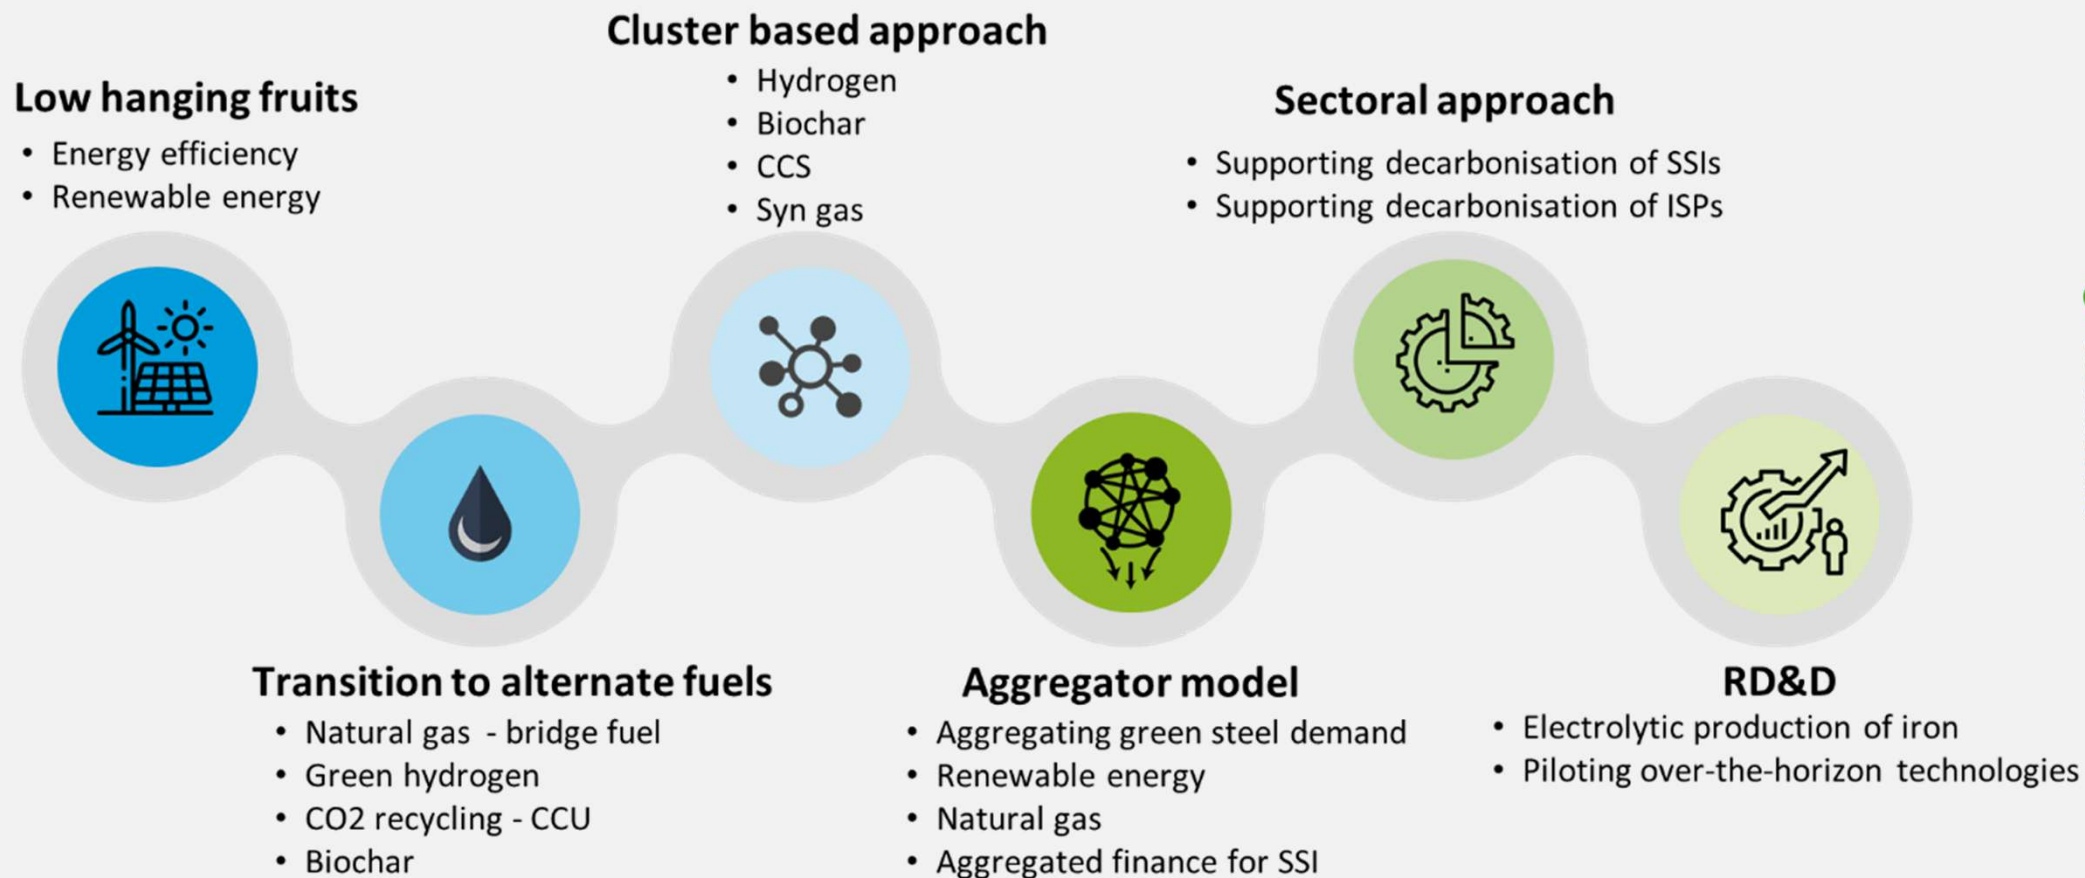 Low hanging fruits
• Energy efficiency
• Renewable energy
Transition to alternate fuels
• Natural gas - bridge fuel
• Green hydrogen
• CO2 recycling - CCU
• Biochar
Cluster based approach
• Hydrogen
• Biochar
• CCS
• Syn gas
Aggregator model
• Aggregating green steel demand
• Renewable energy
• Natural gas
• Aggregated finance for SSI
Sectoral approach
• Supporting decarbonisation of SSIs
• Supporting decarbonisation of ISPs
RD&D
• Electrolytic production of iron
• Piloting over-the-horizon technologies